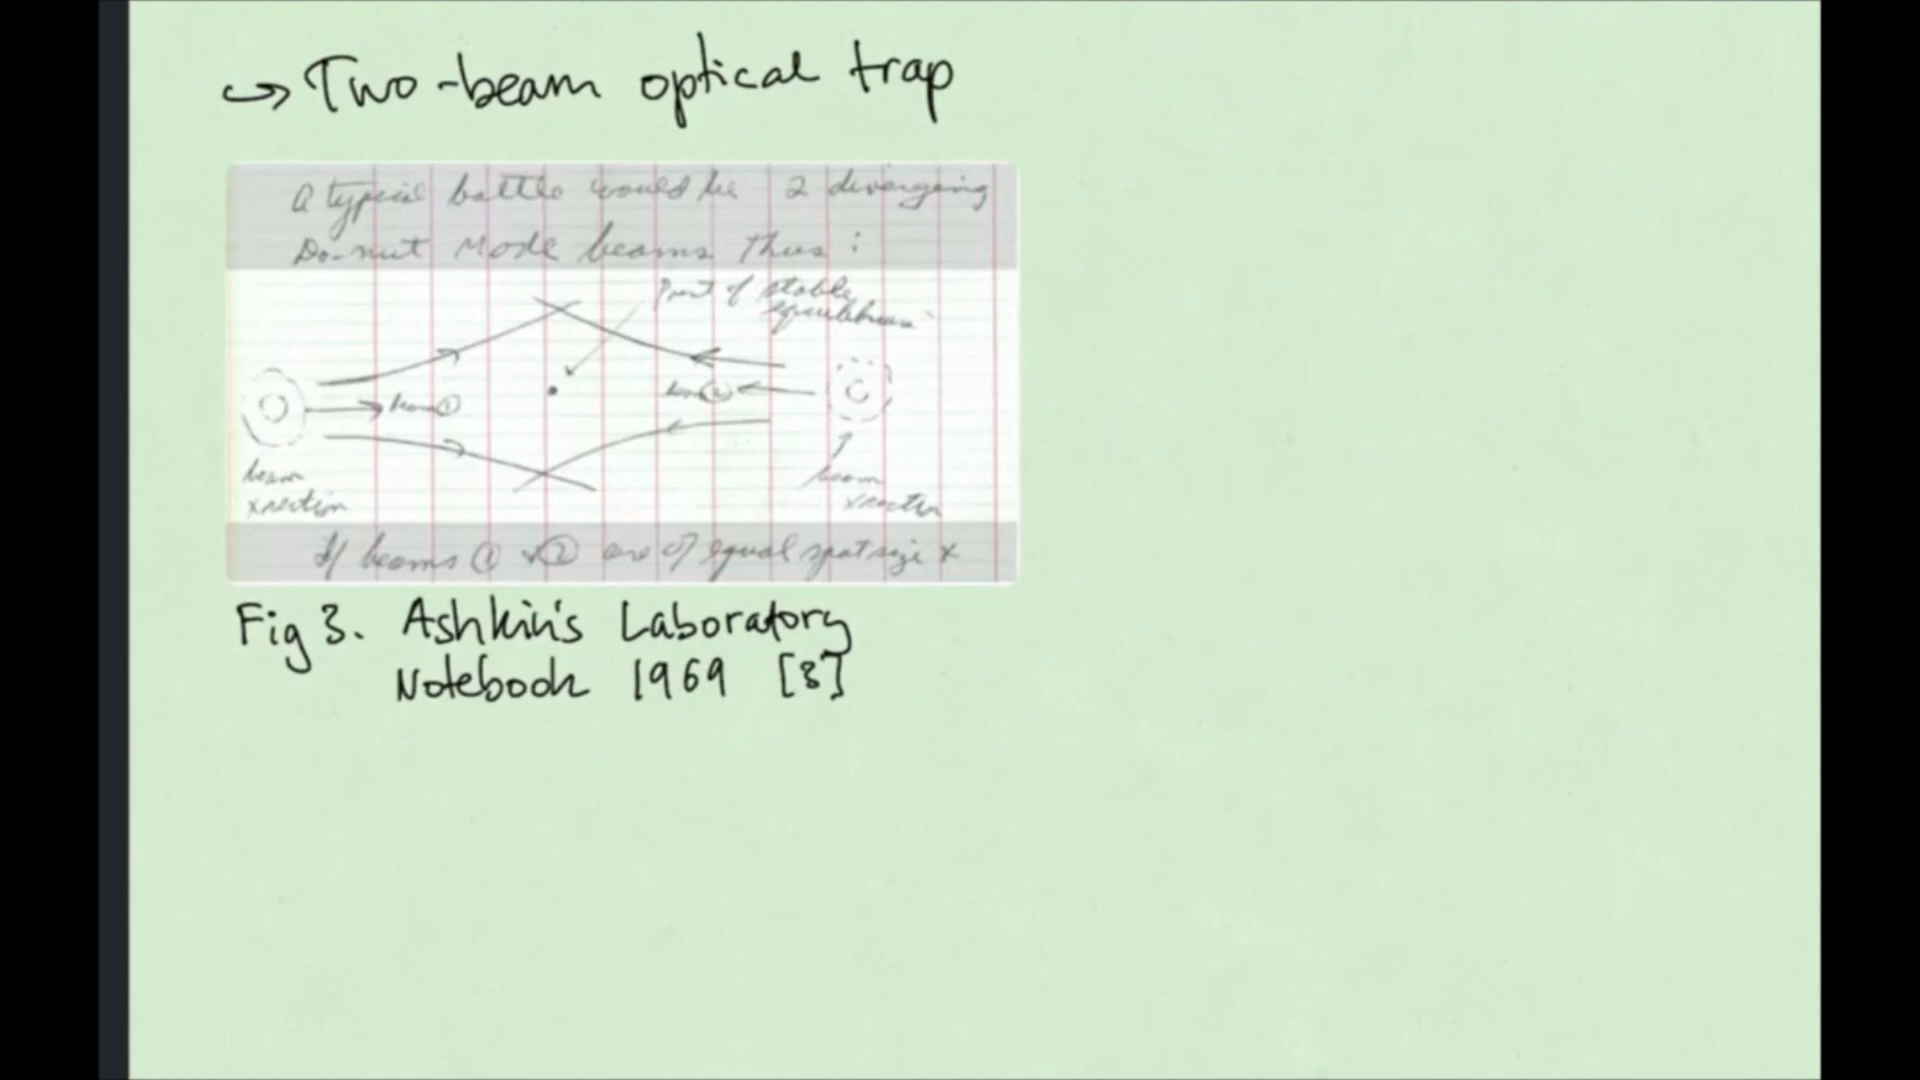 ↪ Two-beam optical trap
A typical bottle would be 2 diverging
Do-nut Mode beams thus:
Point of stable
equilibrium
beam ①
beam ②
beam
xsection
beam
xsection
If beams ① + ② are of equal spot size +
Fig 3. Ashkin's Laboratory
Notebook 1969 [3]